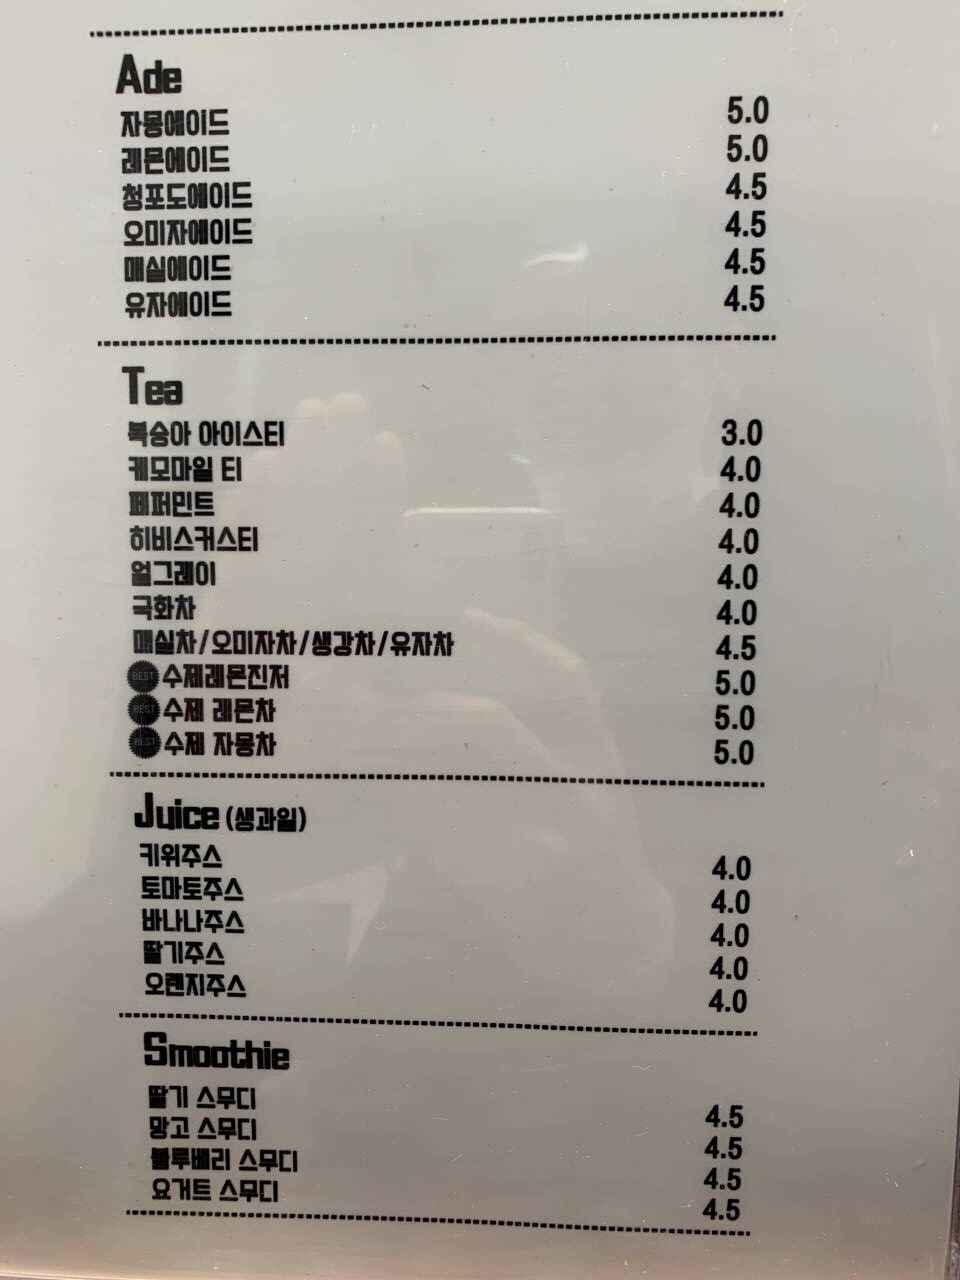 Ade
자몽에이드 5.0
레몬에이드 5.0
청포도에이드 4.5
오미자에이드 4.5
매실에이드 4.5
유자에이드 4.5
Tea
복숭아 아이스티 3.0
케모마일 티 4.0
페퍼민트 4.0
히비스커스티 4.0
얼그레이 4.0
국화차 4.0
매실차/오미자차/생강차/유자차 4.5
BEST 수제레몬진저 5.0
BEST 수제 레몬차 5.0
BEST 수제 자몽차 5.0
Juice (생과일)
키위주스 4.0
토마토주스 4.0
바나나주스 4.0
딸기주스 4.0
오렌지주스 4.0
Smoothie
딸기 스무디 4.5
망고 스무디 4.5
블루베리 스무디 4.5
요거트 스무디 4.5